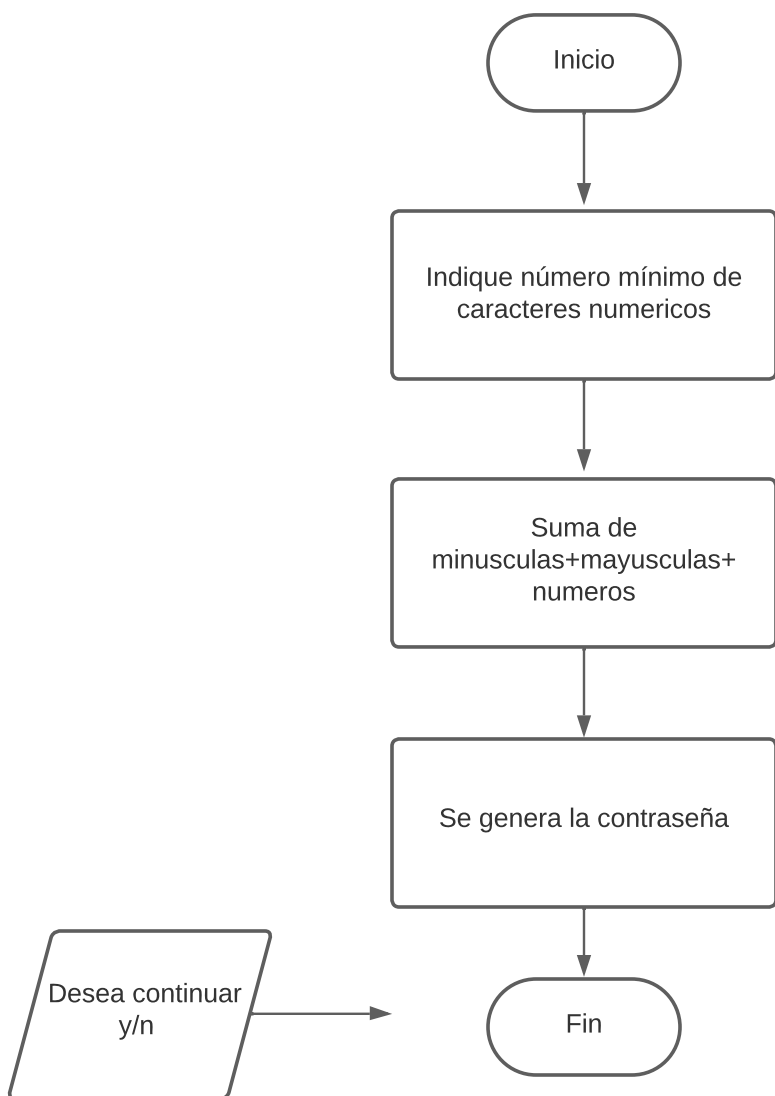 Inicio
Indique número mínimo de
caracteres numericos
Suma de
minusculas+mayusculas+
numeros
Se genera la contraseña
Desea continuar
y/n
Fin